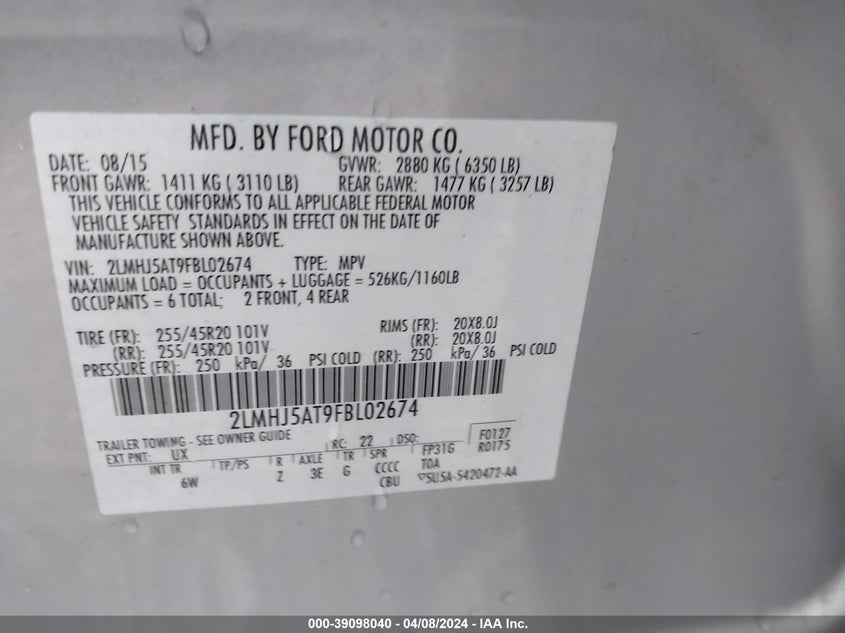 MFD. BY FORD MOTOR CO.
DATE: 08/15 GVWR: 2880 KG ( 6350 LB)
FRONT GAWR: 1411 KG ( 3110 LB) REAR GAWR: 1477 KG ( 3257 LB)
THIS VEHICLE CONFORMS TO ALL APPLICABLE FEDERAL MOTOR
VEHICLE SAFETY STANDARDS IN EFFECT ON THE DATE OF
MANUFACTURE SHOWN ABOVE.
VIN: 2LMHJ5AT9FBL02674 TYPE: MPV
MAXIMUM LOAD = OCCUPANTS + LUGGAGE = 526KG/1160LB
OCCUPANTS = 6 TOTAL; 2 FRONT, 4 REAR
TIRE (FR): 255/45R20 101V RIMS (FR): 20X8.0J
(RR): 255/45R20 101V (RR): 20X8.0J
PRESSURE (FR): 250 kPa/ 36 PSI COLD (RR): 250 kPa/ 36 PSI COLD
2LMHJ5AT9FBL02674
TRAILER TOWING - SEE OWNER GUIDE
EXT PNT: UX RC: 22 DSO: FP31G F0127
R0175
INT TR TP/PS R AXLE TR SPR TOA
6W Z 3E G CCCC
CBU 5U5A-5420472-AA
000-39098040 - 04/08/2024 - IAA Inc.